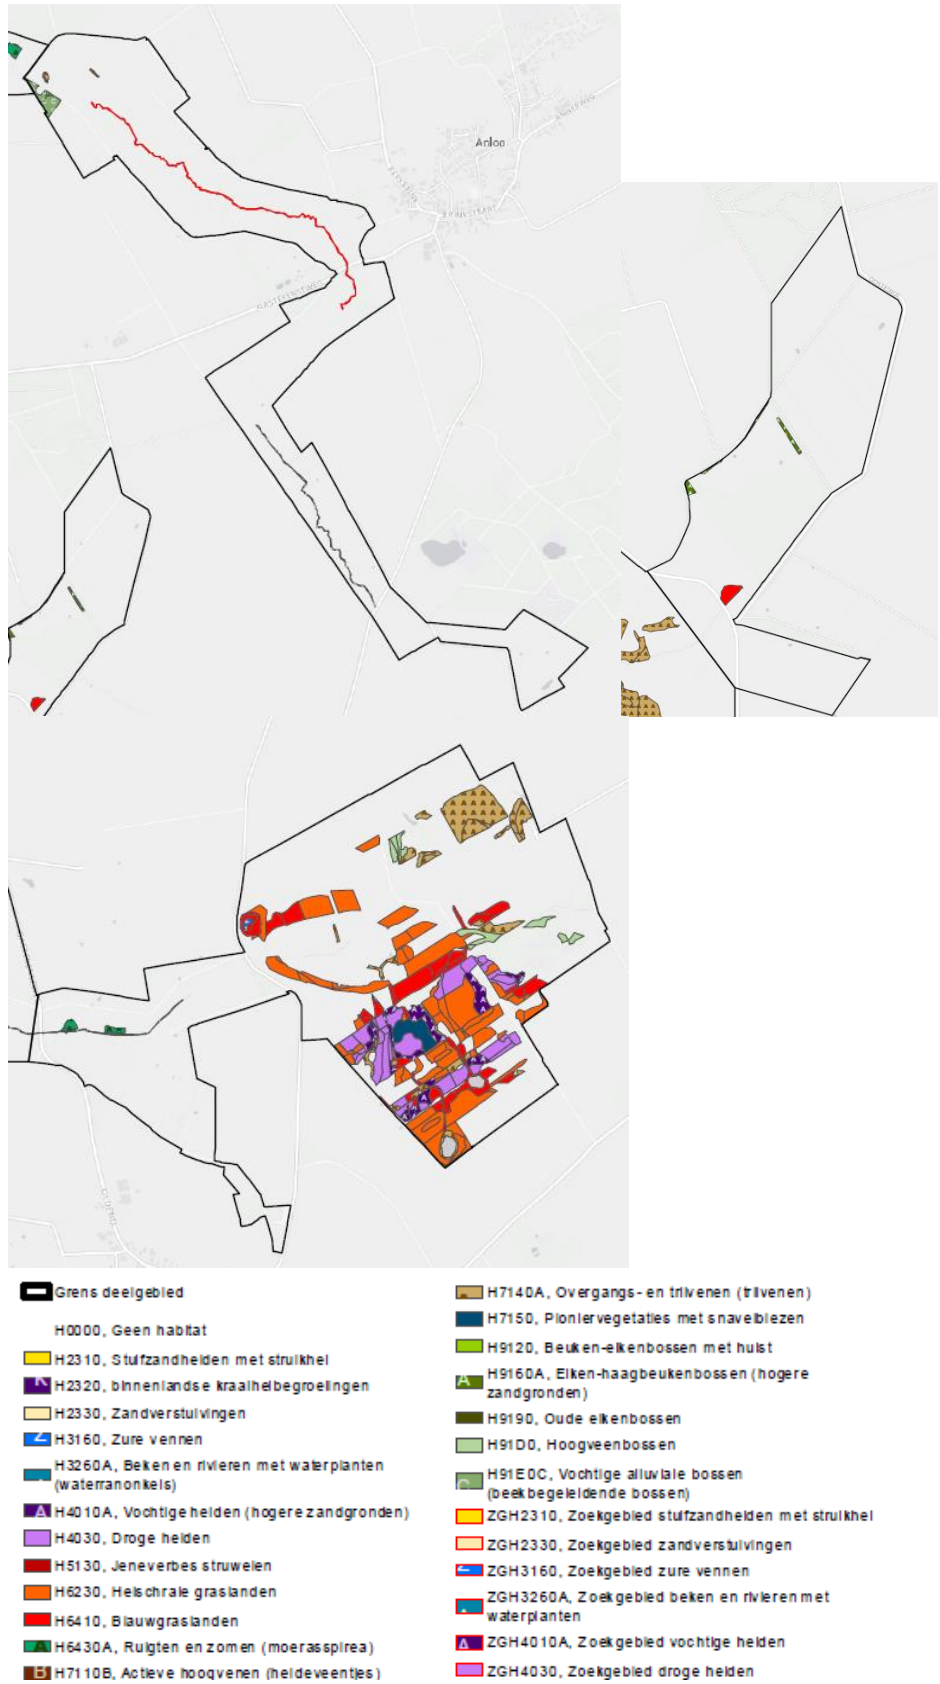 Anloo
GASTERENSTWEG
BRINKSTRAAT
Grens deelgebied
H0000, Geen habitat
H2310, Stuifzandheiden met struikhei
K H2320, binnenlandse kraaiheibegroeiingen
H2330, Zandverstuivingen
H3160, Zure vennen
H3260A, Beken en rivieren met waterplanten
(waterranonkels)
A H4010A, Vochtige heiden (hogere zandgronden)
H4030, Droge heiden
H5130, Jeneverbes struwelen
H6230, Heischrale graslanden
H6410, Blauwgraslanden
A H6430A, Ruigten en zomen (moerasspirea)
B H7110B, Actieve hoogvenen (heideveentjes)
H7140A, Overgangs- en trilvenen (trilvenen)
H7150, Pioniervegetaties met snavelbiezen
H9120, Beuken-eikenbossen met hulst
A H9160A, Eiken-haagbeukenbossen (hogere
zandgronden)
H9190, Oude eikenbossen
H91D0, Hoogveenbossen
C H91E0C, Vochtige alluviale bossen
(beekbegeleidende bossen)
ZGH2310, Zoekgebied stuifzandheiden met struikhei
ZGH2330, Zoekgebied zandverstuivingen
ZGH3160, Zoekgebied zure vennen
ZGH3260A, Zoekgebied beken en rivieren met
waterplanten
A ZGH4010A, Zoekgebied vochtige heiden
ZGH4030, Zoekgebied droge heiden